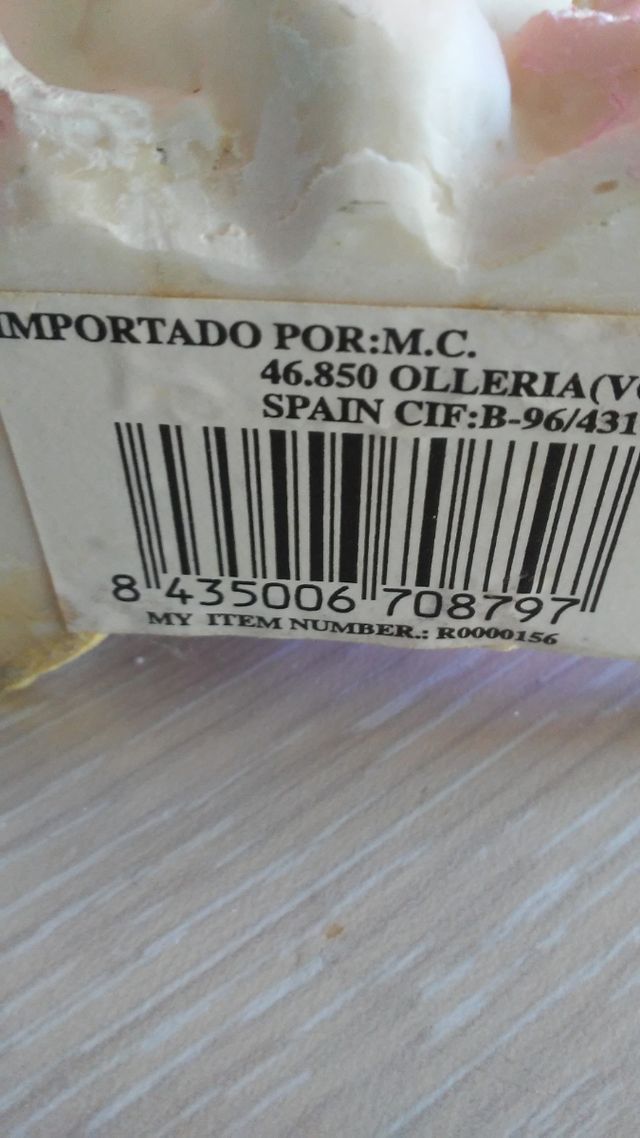 IMPORTADO POR:M.C.
46.850 OLLERIA(V
SPAIN CIF:B-96/431
8 435006 708797
MY ITEM NUMBER.: R0000156